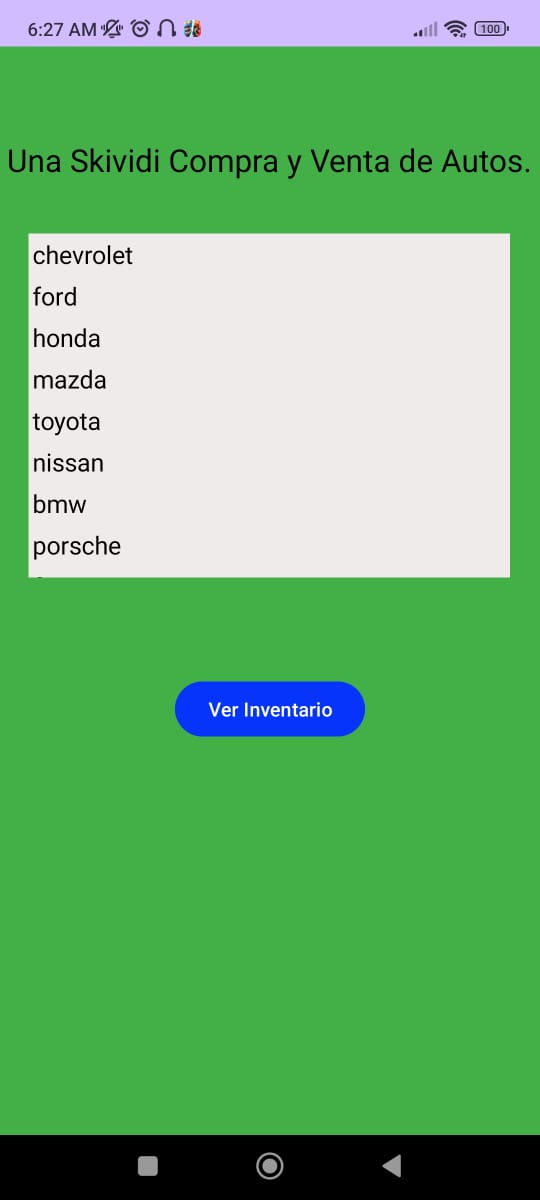 6:27 AM
100
Una Skividi Compra y Venta de Autos.
chevrolet
ford
honda
mazda
toyota
nissan
bmw
porsche
Ver Inventario